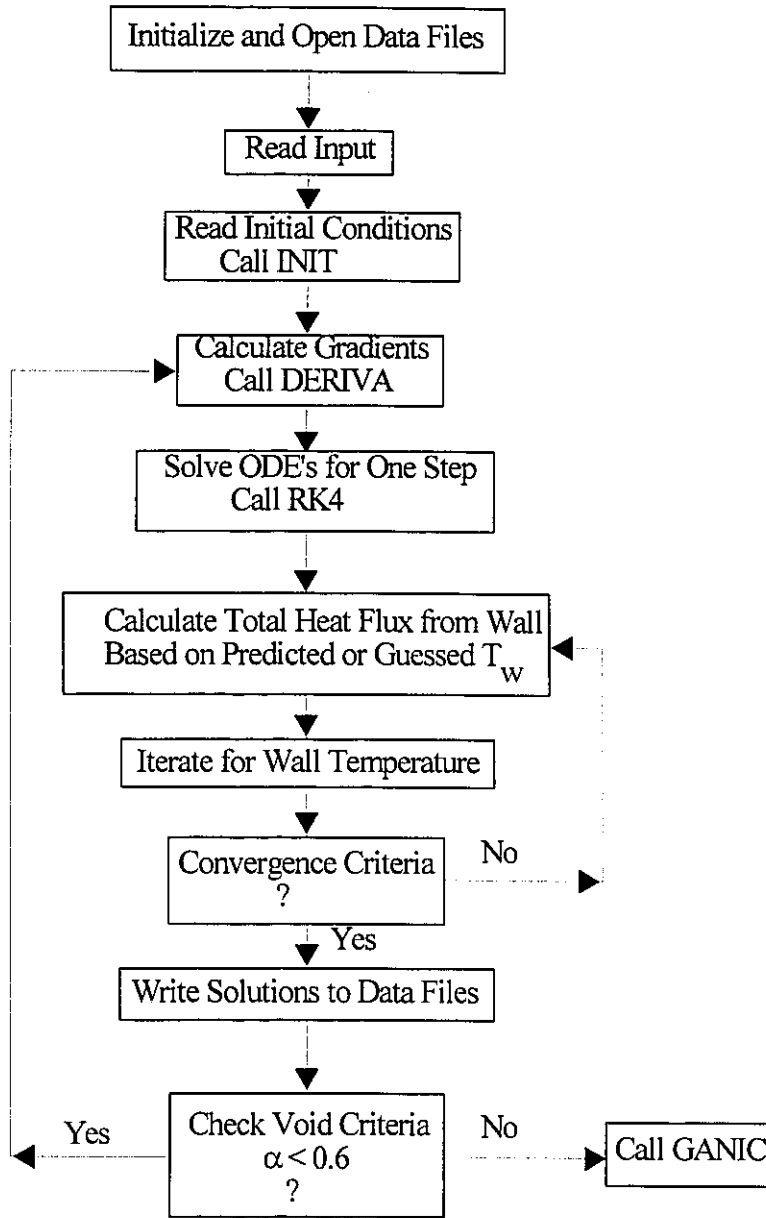 Initialize and Open Data Files
Read Input
Read Initial Conditions
Call INIT
Calculate Gradients
Call DERIVA
Solve ODE's for One Step
Call RK4
Calculate Total Heat Flux from Wall
Based on Predicted or Guessed T_w
Iterate for Wall Temperature
Convergence Criteria
?
No
Yes
Write Solutions to Data Files
Yes
Check Void Criteria
α < 0.6
?
No
Call GANIC